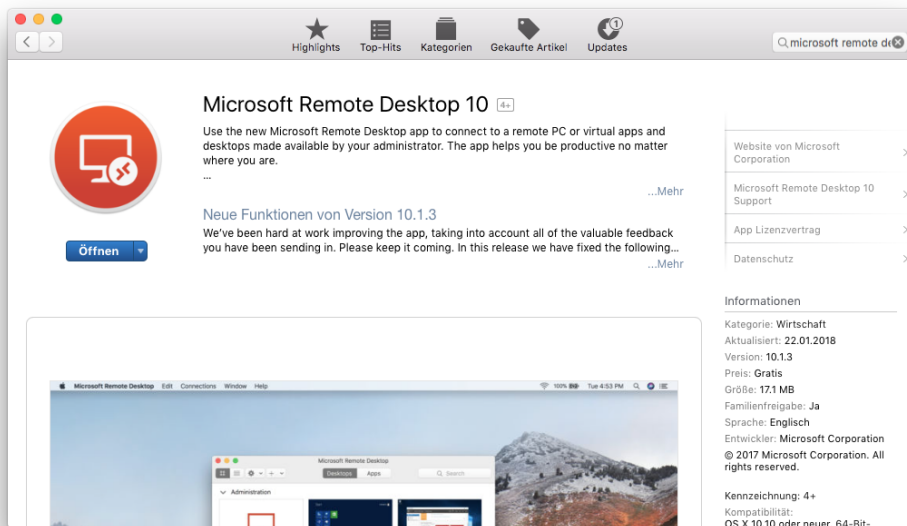 Highlights
Top-Hits
Kategorien
Gekaufte Artikel
1
Updates
microsoft remote de
Microsoft Remote Desktop 10 4+
Use the new Microsoft Remote Desktop app to connect to a remote PC or virtual apps and
desktops made available by your administrator. The app helps you be productive no matter
where you are.
...
...Mehr
Neue Funktionen von Version 10.1.3
We've been hard at work improving the app, taking into account all of the valuable feedback
you have been sending in. Please keep it coming. In this release we have fixed the following...
...Mehr
Öffnen
Website von Microsoft
Corporation
Microsoft Remote Desktop 10
Support
App Lizenzvertrag
Datenschutz
Informationen
Kategorie: Wirtschaft
Aktualisiert: 22.01.2018
Version: 10.1.3
Preis: Gratis
Größe: 17.1 MB
Familienfreigabe: Ja
Sprache: Englisch
Entwickler: Microsoft Corporation
© 2017 Microsoft Corporation. All
rights reserved.
Kennzeichnung: 4+
Kompatibilität:
OS X 10.10 oder neuer, 64-Bit-
Microsoft Remote Desktop Edit Connections Window Help
100% Tue 4:53 PM
Microsoft Remote Desktop
Desktops Apps
Search
Administration